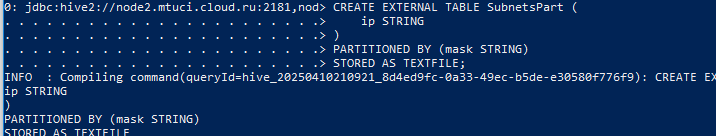 0: jdbc:hive2://node2.mtuci.cloud.ru:2181,nod> CREATE EXTERNAL TABLE SubnetsPart (
. . . . . . . . . . . . . . . . . . . . . . .> ip STRING
. . . . . . . . . . . . . . . . . . . . . . .> )
. . . . . . . . . . . . . . . . . . . . . . .> PARTITIONED BY (mask STRING)
. . . . . . . . . . . . . . . . . . . . . . .> STORED AS TEXTFILE;
INFO : Compiling command(queryId=hive_20250410210921_8d4ed9fc-0a33-49ec-b5de-e30580f776f9): CREATE EX
ip STRING
)
PARTITIONED BY (mask STRING)
STORED AS TEXTFILE